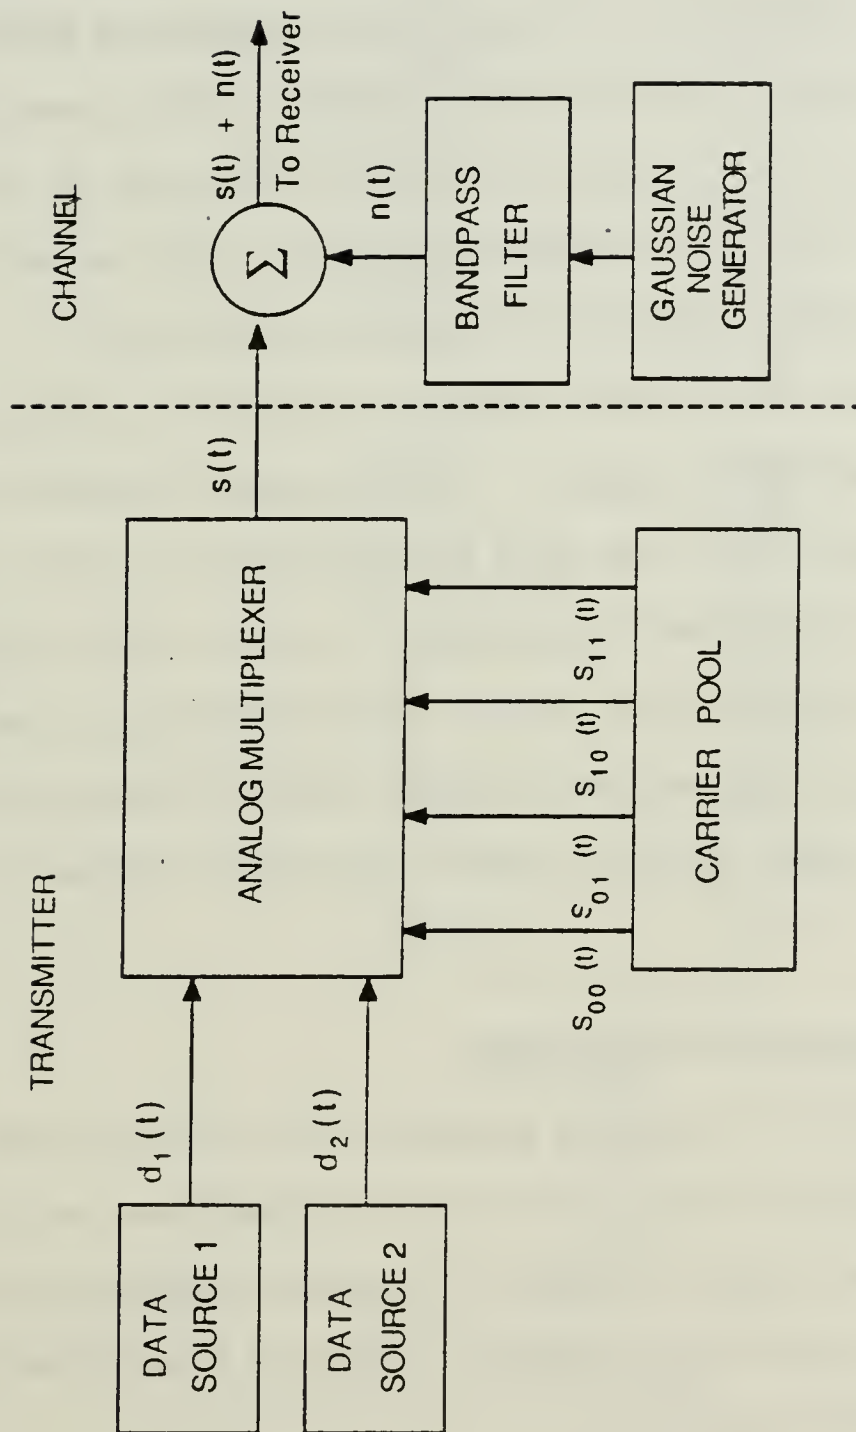 TRANSMITTER
CHANNEL
DATA
SOURCE 1
d1(t)
DATA
SOURCE 2
d2(t)
ANALOG MULTIPLEXER
s(t)
Σ
s(t) + n(t)
To Receiver
n(t)
BANDPASS
FILTER
GAUSSIAN
NOISE
GENERATOR
S00 (t)
S01 (t)
S10 (t)
S11 (t)
CARRIER POOL